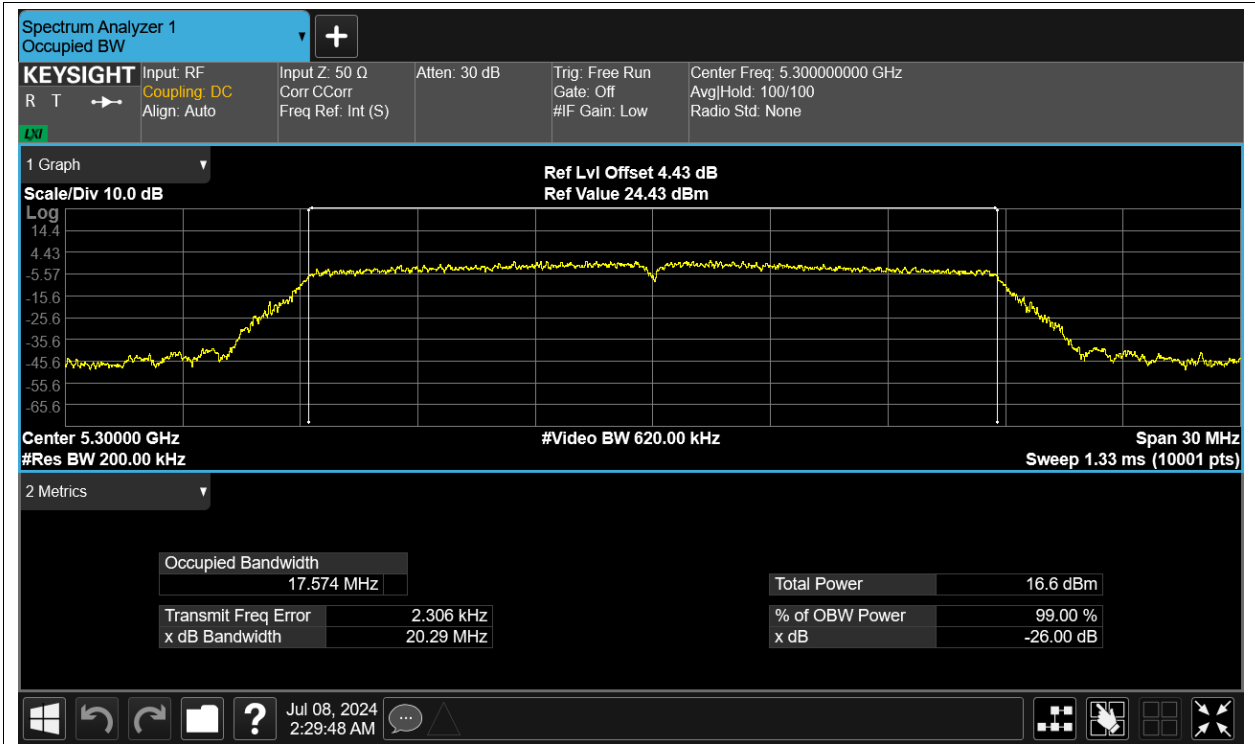 Spectrum Analyzer 1
Occupied BW
KEYSIGHT
R T
LXI
Input: RF
Coupling: DC
Align: Auto
Input Z: 50 Ω
Corr CCorr
Freq Ref: Int (S)
Atten: 30 dB
Trig: Free Run
Gate: Off
#IF Gain: Low
Center Freq: 5.300000000 GHz
Avg|Hold: 100/100
Radio Std: None
1 Graph
Scale/Div 10.0 dB
Ref Lvl Offset 4.43 dB
Ref Value 24.43 dBm
Log
14.4
4.43
-5.57
-15.6
-25.6
-35.6
-45.6
-55.6
-65.6
Center 5.30000 GHz
#Video BW 620.00 kHz
Span 30 MHz
#Res BW 200.00 kHz
Sweep 1.33 ms (10001 pts)
2 Metrics
Occupied Bandwidth
17.574 MHz
Total Power 16.6 dBm
Transmit Freq Error 2.306 kHz
% of OBW Power 99.00 %
x dB Bandwidth 20.29 MHz
x dB -26.00 dB
?
Jul 08, 2024
2:29:48 AM